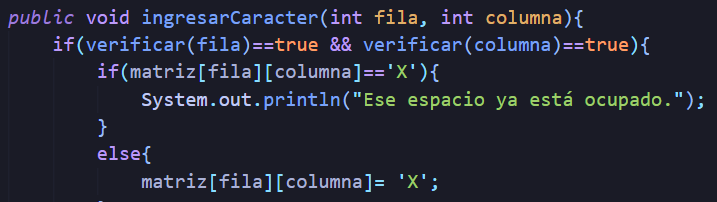 public void ingresarCaracter(int fila, int columna){
if(verificar(fila)==true && verificar(columna)==true){
if(matriz[fila][columna]=='X'){
System.out.println("Ese espacio ya está ocupado.");
}
else{
matriz[fila][columna]= 'X';